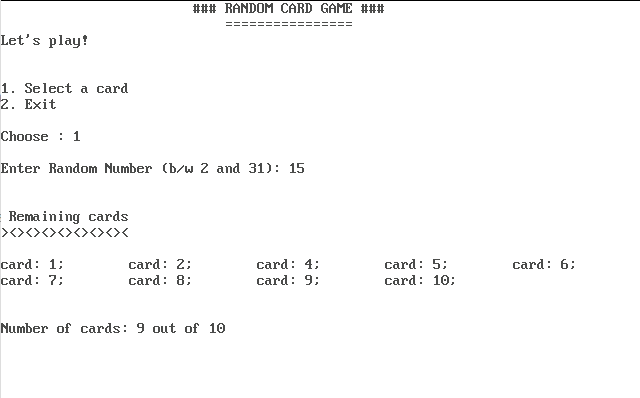 ### RANDOM CARD GAME ###
================
Let's play!
1. Select a card
2. Exit
Choose : 1
Enter Random Number (b/w 2 and 31): 15
Remaining cards
><><><><><><><><
card: 1; card: 2; card: 4; card: 5; card: 6;
card: 7; card: 8; card: 9; card: 10;
Number of cards: 9 out of 10